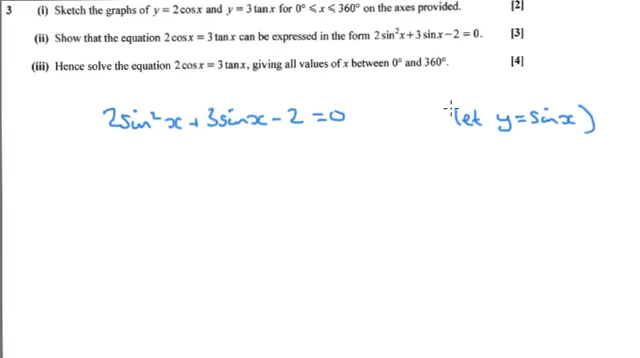 3 (i) Sketch the graphs of y = 2 cos x and y = 3 tan x for 0° ⩽ x ⩽ 360° on the axes provided. [2]
(ii) Show that the equation 2 cos x = 3 tan x can be expressed in the form 2 sin²x + 3 sin x − 2 = 0. [3]
(iii) Hence solve the equation 2 cos x = 3 tan x, giving all values of x between 0° and 360°. [4]
2sin²x + 3sinx - 2 = 0 (let y = sinx)